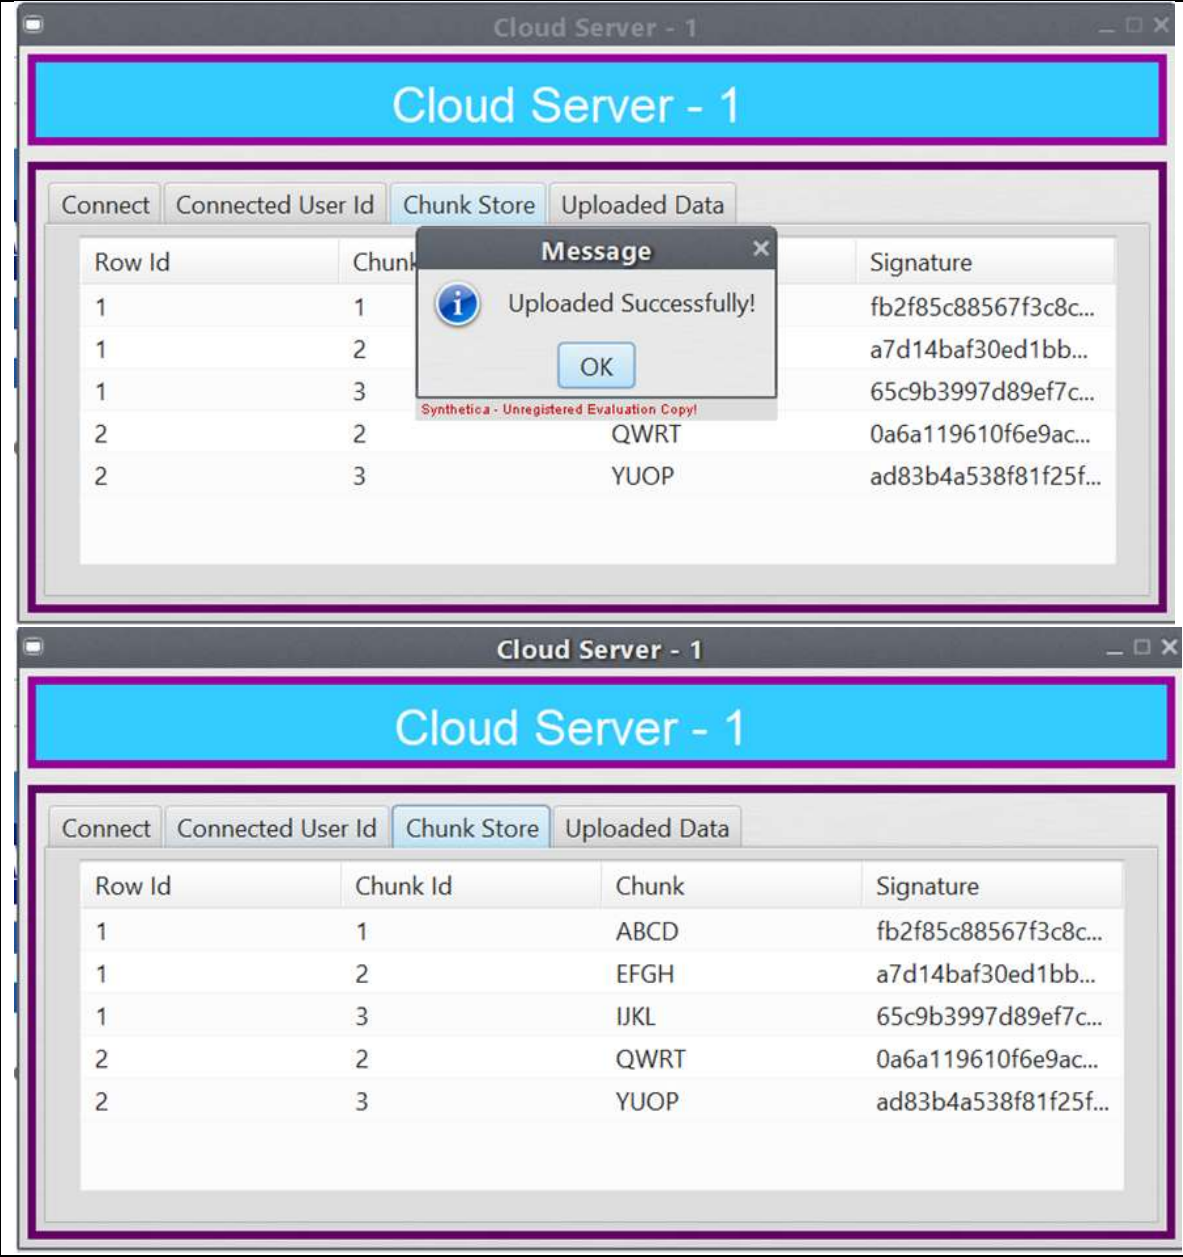 Cloud Server - 1
Cloud Server - 1
Connect Connected User Id Chunk Store Uploaded Data
Row Id Chunk Signature
Message
1 1 fb2f85c88567f3c8c...
Uploaded Successfully!
1 2 a7d14baf30ed1bb...
OK
1 3 65c9b3997d89ef7c...
Synthetica - Unregistered Evaluation Copy!
2 2 QWRT 0a6a119610f6e9ac...
2 3 YUOP ad83b4a538f81f25f...
Cloud Server - 1
Cloud Server - 1
Connect Connected User Id Chunk Store Uploaded Data
Row Id Chunk Id Chunk Signature
1 1 ABCD fb2f85c88567f3c8c...
1 2 EFGH a7d14baf30ed1bb...
1 3 IJKL 65c9b3997d89ef7c...
2 2 QWRT 0a6a119610f6e9ac...
2 3 YUOP ad83b4a538f81f25f...